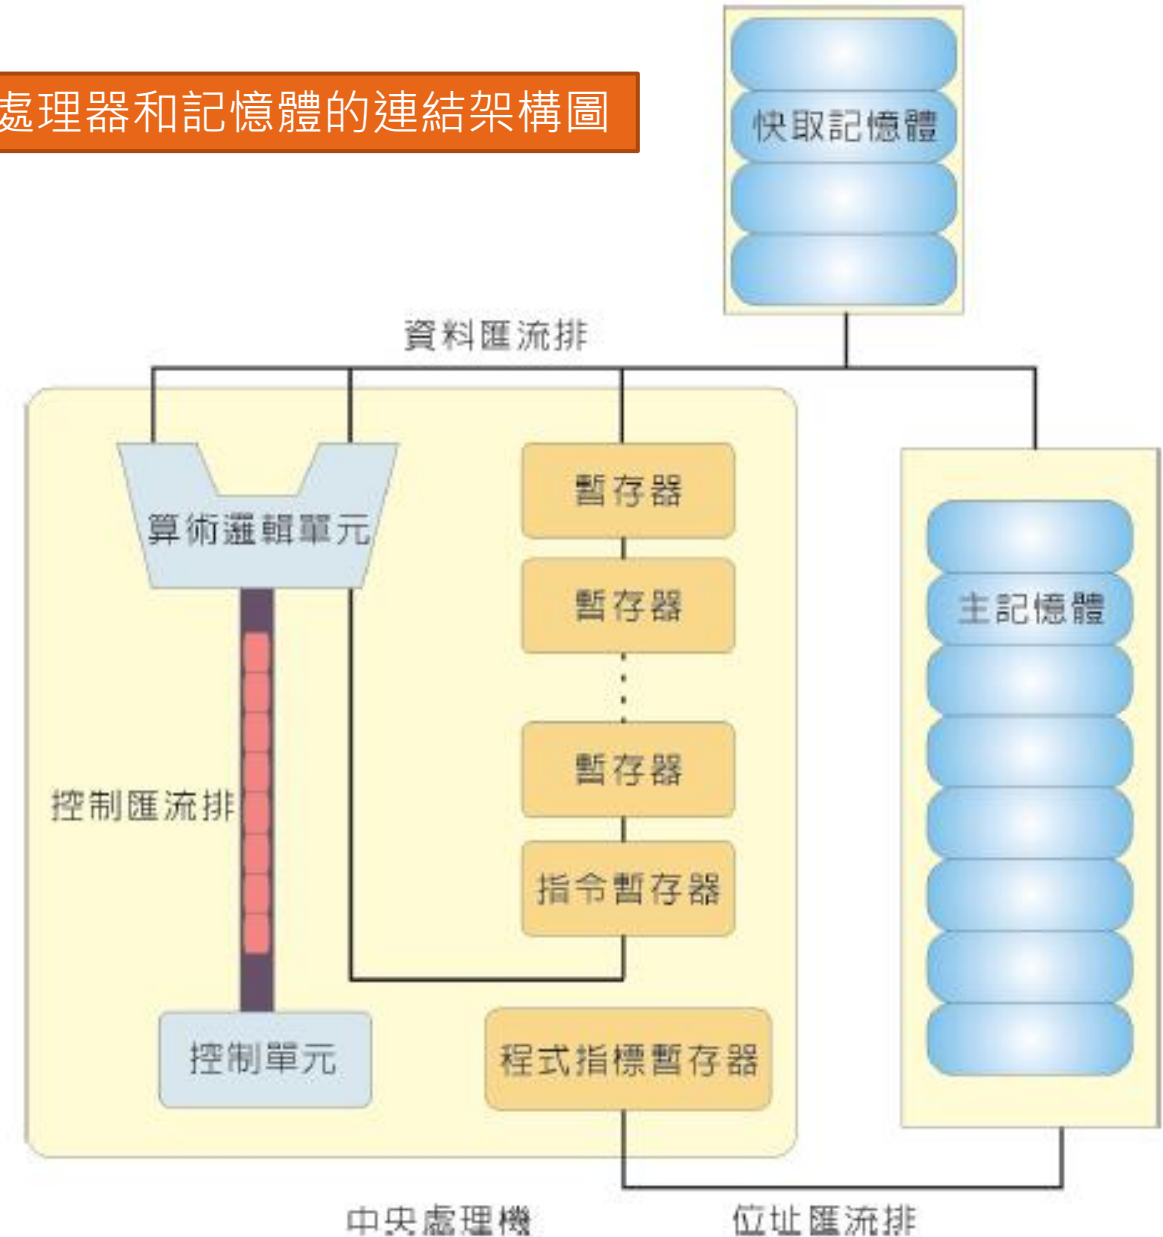 處理器和記憶體的連結架構圖
快取記憶體
資料匯流排
算術邏輯單元
暫存器
暫存器
主記憶體
暫存器
控制匯流排
指令暫存器
控制單元
程式指標暫存器
中央處理機
位址匯流排